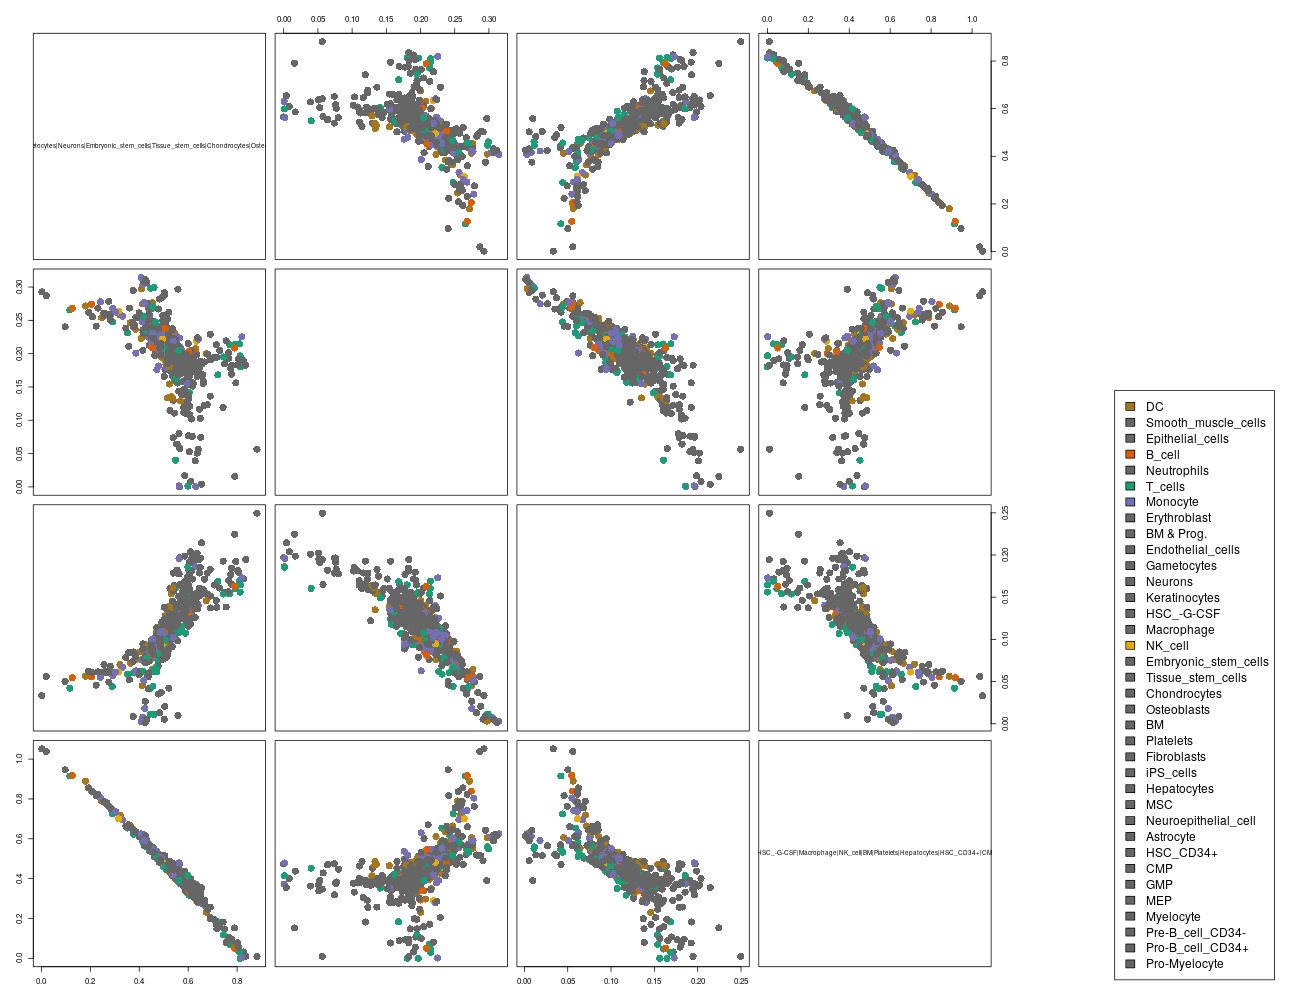 0.00 0.05 0.10 0.15 0.20 0.25 0.30
0.0 0.2 0.4 0.6 0.8 1.0
etocytes|Neurons|Embryonic_stem_cells|Tissue_stem_cells|Chondrocytes|Oste
0.0 0.2 0.4 0.6 0.8
0.00 0.05 0.10 0.15 0.20 0.25 0.30
0.00 0.05 0.10 0.15 0.20 0.25
0.0 0.2 0.4 0.6 0.8 1.0
HSC_-G-CSF|Macrophage|NK_cell|BM|Platelets|Hepatocytes|HSC_CD34+|CM
0.0 0.2 0.4 0.6 0.8
0.00 0.05 0.10 0.15 0.20 0.25
DC
Smooth_muscle_cells
Epithelial_cells
B_cell
Neutrophils
T_cells
Monocyte
Erythroblast
BM & Prog.
Endothelial_cells
Gametocytes
Neurons
Keratinocytes
HSC_-G-CSF
Macrophage
NK_cell
Embryonic_stem_cells
Tissue_stem_cells
Chondrocytes
Osteoblasts
BM
Platelets
Fibroblasts
iPS_cells
Hepatocytes
MSC
Neuroepithelial_cell
Astrocyte
HSC_CD34+
CMP
GMP
MEP
Myelocyte
Pre-B_cell_CD34-
Pro-B_cell_CD34+
Pro-Myelocyte